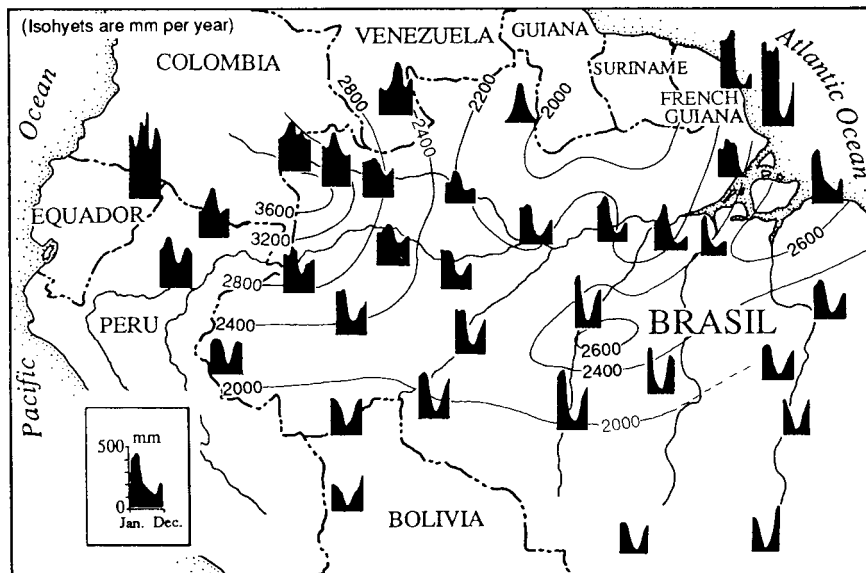 (Isohyets are mm per year)
COLOMBIA
VENEZUELA
GUIANA
SURINAME
FRENCH
GUIANA
Atlantic Ocean
Ocean
Pacific
EQUADOR
PERU
BRASIL
BOLIVIA
2800
2400
2200
2000
3600
3200
2800
2400
2000
2600
2600
2400
2000
mm
500
0
Jan. Dec.